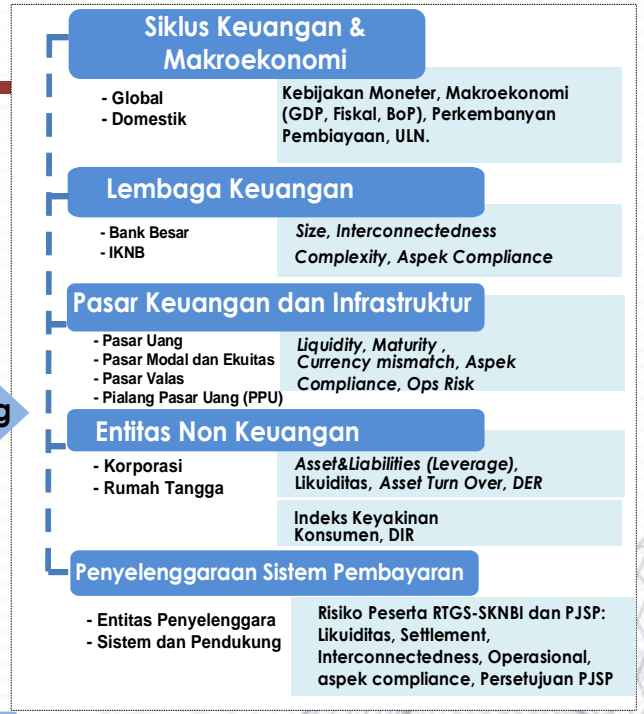 Siklus Keuangan &
Makroekonomi
- Global
- Domestik
Kebijakan Moneter, Makroekonomi
(GDP, Fiskal, BoP), Perkembanyan
Pembiayaan, ULN.
Lembaga Keuangan
- Bank Besar
- IKNB
Size, Interconnectedness
Complexity, Aspek Compliance
Pasar Keuangan dan Infrastruktur
- Pasar Uang
- Pasar Modal dan Ekuitas
- Pasar Valas
- Pialang Pasar Uang (PPU)
Liquidity, Maturity ,
Currency mismatch, Aspek
Compliance, Ops Risk
g
Entitas Non Keuangan
- Korporasi
- Rumah Tangga
Asset&Liabilities (Leverage),
Likuiditas, Asset Turn Over, DER
Indeks Keyakinan
Konsumen, DIR
Penyelenggaraan Sistem Pembayaran
- Entitas Penyelenggara
- Sistem dan Pendukung
Risiko Peserta RTGS-SKNBI dan PJSP:
Likuiditas, Settlement,
Interconnectedness, Operasional,
aspek compliance, Persetujuan PJSP